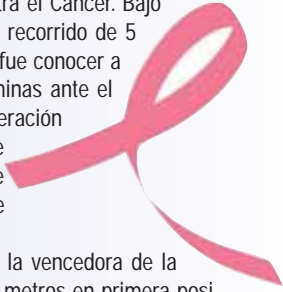 tra el Cáncer. Bajo
recorrido de 5
fue conocer a
ninas ante el
eración
e
e
e
la vencedora de la
metros en primera posi